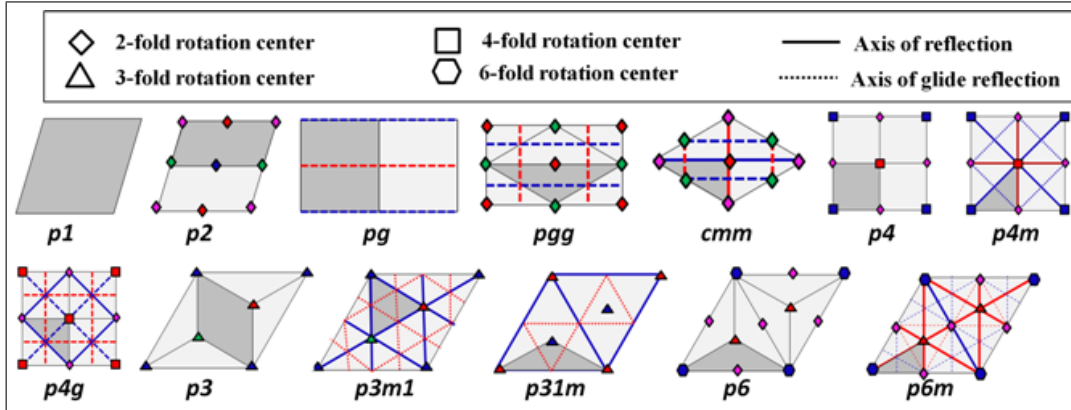 2-fold rotation center 4-fold rotation center Axis of reflection
3-fold rotation center 6-fold rotation center Axis of glide reflection
p1 p2 pg pgg cmm p4 p4m
p4g p3 p3m1 p31m p6 p6m